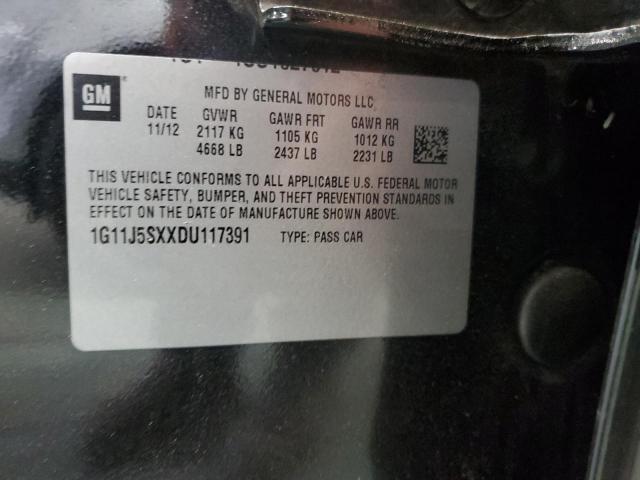 GM
MFD BY GENERAL MOTORS LLC
DATE GVWR GAWR FRT GAWR RR
11/12 2117 KG 1105 KG 1012 KG
4668 LB 2437 LB 2231 LB
THIS VEHICLE CONFORMS TO ALL APPLICABLE U.S. FEDERAL MOTOR
VEHICLE SAFETY, BUMPER, AND THEFT PREVENTION STANDARDS IN
EFFECT ON THE DATE OF MANUFACTURE SHOWN ABOVE.
1G11J5SXXDU117391 TYPE: PASS CAR